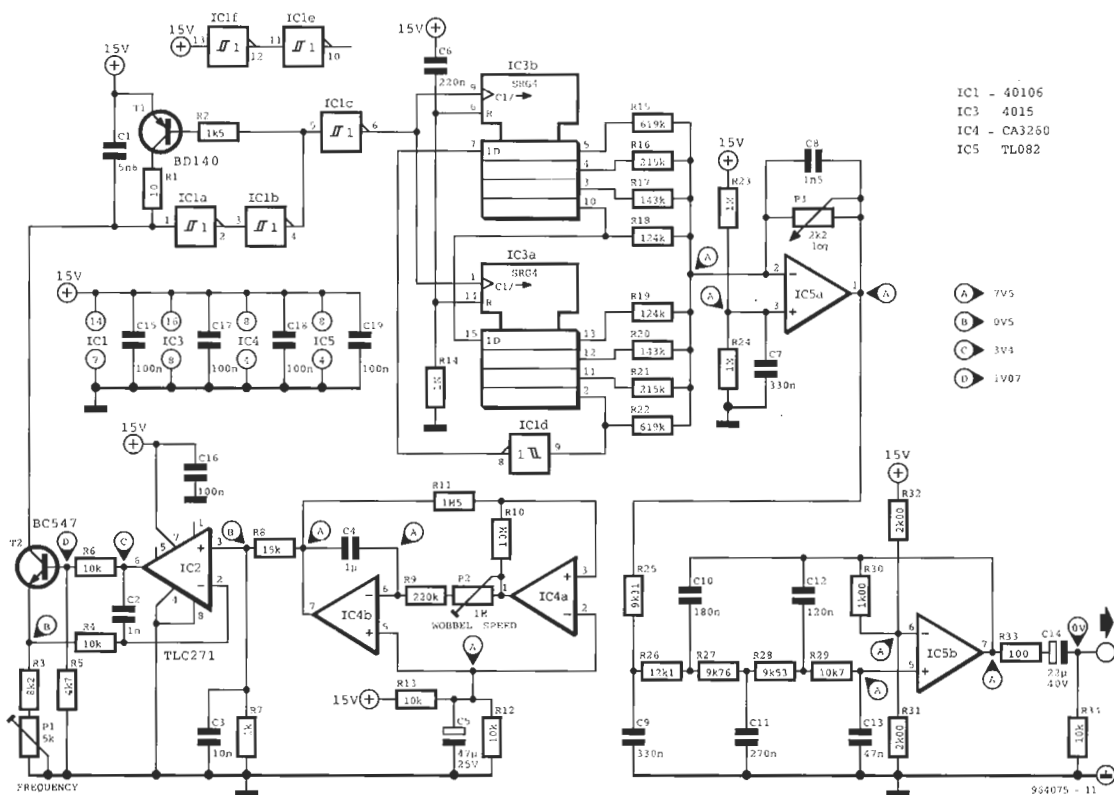 IC1f
IC1e
15V
13
12
11
10
15V
C6
220n
15V
T1
BD140
R2
1k5
C1
5n6
R1
10
IC1c
5
6
IC1a
1
2
IC1b
3
4
IC3b
SRG4
9
C1/
6
R
7
1D
5
4
3
10
R15
619k
R16
215k
R17
143k
R18
124k
IC3a
SRG4
1
C1/
14
R
15
1D
13
12
11
2
R19
124k
R20
143k
R21
215k
R22
619k
R14
1M
IC1d
8
9
15V
R23
1M
R24
1M
C7
330n
C8
1n5
P3
2k2
log
A
A
2
3
1
IC5a
A
IC1 - 40106
IC3 4015
IC4 - CA3260
IC5 TL082
A 7V5
B 0V5
C 3V4
D 1V07
15V
14
IC1
7
C15
100n
16
IC3
8
C17
100n
8
IC4
4
C18
100n
8
IC5
4
C19
100n
15V
C16
100n
BC547
T2
D
R6
10k
C
6
IC2
7
1
5
4
8
3
2
TLC271
C2
1n
B
R4
10k
R3
8k2
R5
4k7
P1
5k
FREQUENCY
B
R8
15k
C3
10n
R7
1k
A
C4
1µ
A
R11
1M5
R10
10M
R9
220k
P2
1M
WOBBEL SPEED
IC4b
7
6
5
IC4a
1
3
2
A
15V
R13
10k
C5
47µ
25V
R12
10k
R25
9k31
R26
12k1
C9
330n
C10
180n
R27
9k76
C11
270n
R28
9k53
C12
120n
R29
10k7
C13
47n
R30
1k00
15V
R32
2k00
R31
2k00
A
A
6
5
7
IC5b
A
R33
100
C14
22µ
40V
0V
R34
10k
964075 - 11